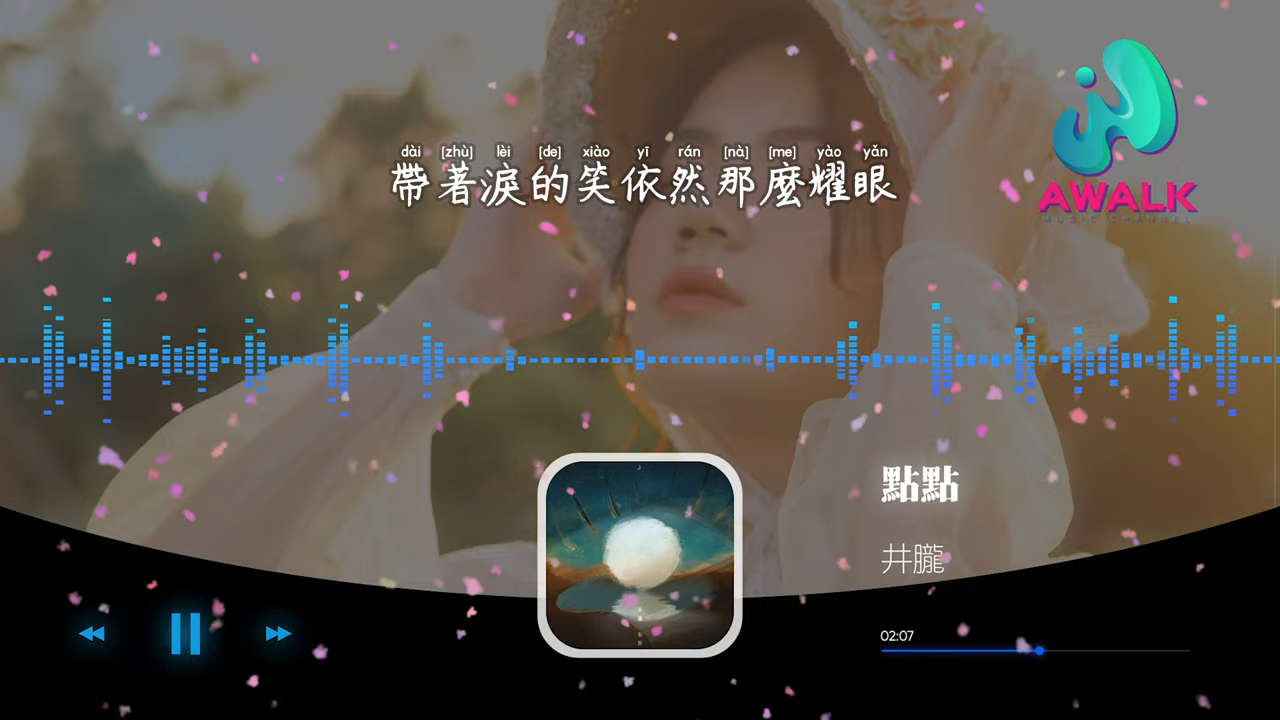 dài [zhù] lèi [de] xiào yī rán [nà] [me] yào yǎn
帶著淚的笑依然那麼耀眼
AWALK
MUSIC CHANNEL
點點
井朧
02:07